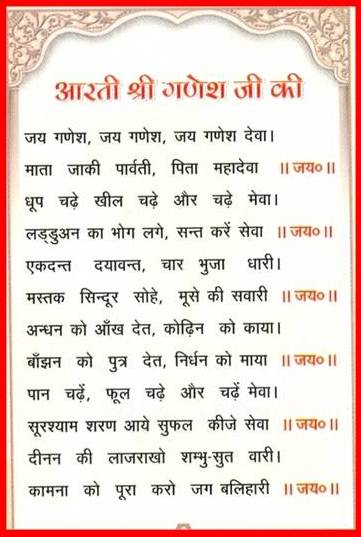 आरती श्री गणेश जी की
जय गणेश, जय गणेश, जय गणेश देवा।
माता जाकी पार्वती, पिता महादेवा ॥जय०॥
धूप चढ़े खील चढ़े और चढ़े मेवा।
लड्डुअन का भोग लगे, सन्त करें सेवा ॥जय०॥
एकदन्त दयावन्त, चार भुजा धारी।
मस्तक सिन्दूर सोहे, मूसे की सवारी ॥जय०॥
अन्धन को आँख देत, कोढ़िन को काया।
बाँझन को पुत्र देत, निर्धन को माया ॥जय०॥
पान चढ़ें, फूल चढ़े और चढ़ें मेवा।
सूरश्याम शरण आये सुफल कीजे सेवा ॥जय०॥
दीनन की लाजराखो शम्भु-सुत वारी।
कामना को पूरा करो जग बलिहारी ॥जय०॥